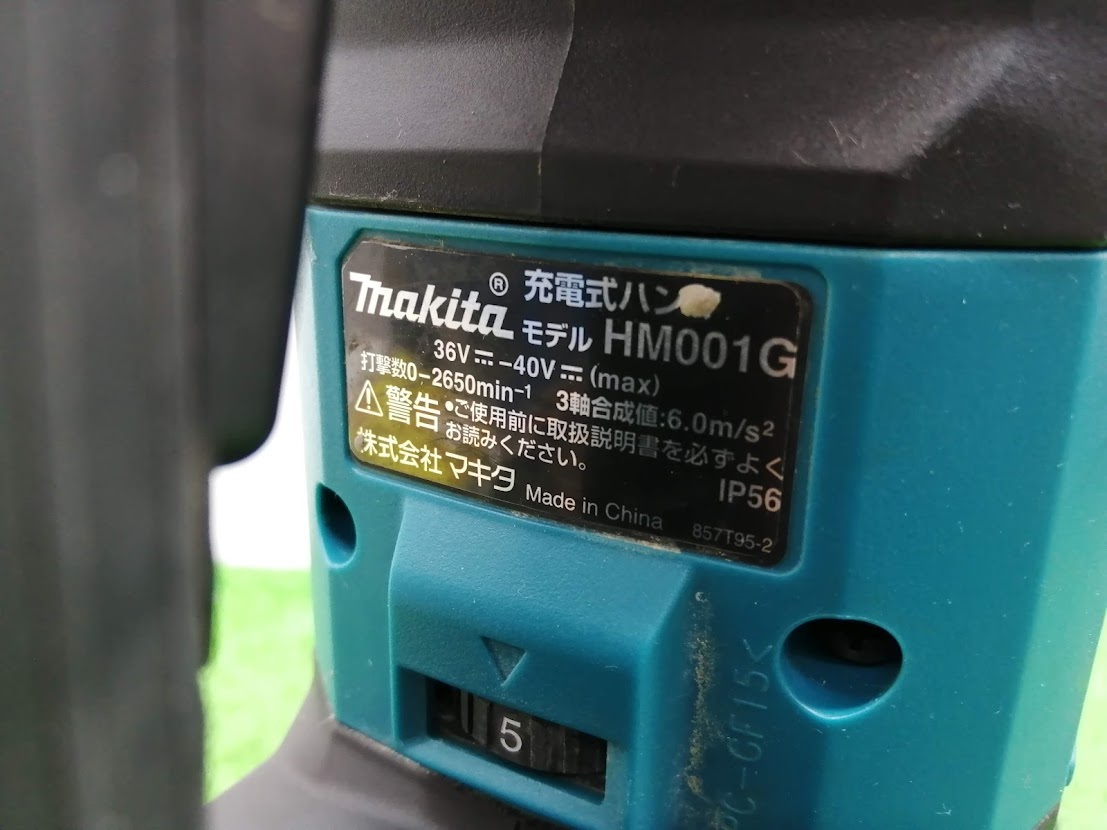 makita® 充電式ハン
モデル HM001G
36V⎓-40V⎓(max)
打撃数0-2650min⁻¹ 3軸合成値:6.0m/s²
⚠警告 •ご使用前に取扱説明書を必ずよく
お読みください。
株式会社マキタ IP56
Made in China 857T95-2
5